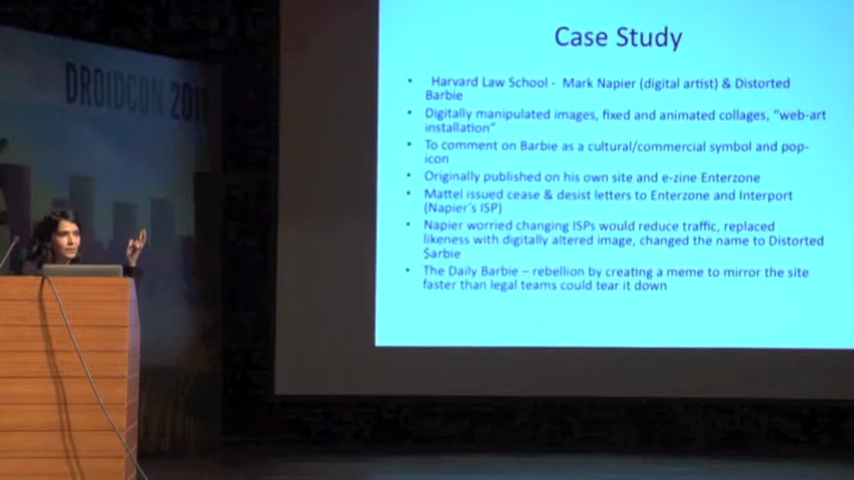 DROIDCON 2011
Case Study
• Harvard Law School - Mark Napier (digital artist) & Distorted
Barbie
• Digitally manipulated images, fixed and animated collages, "web-art
installation"
• To comment on Barbie as a cultural/commercial symbol and pop-
icon
• Originally published on his own site and e-zine Enterzone
• Mattel issued cease & desist letters to Enterzone and Interport
(Napier's ISP)
• Napier worried changing ISPs would reduce traffic, replaced
likeness with digitally altered image, changed the name to Distorted
$arbie
• The Daily Barbie – rebellion by creating a meme to mirror the site
faster than legal teams could tear it down